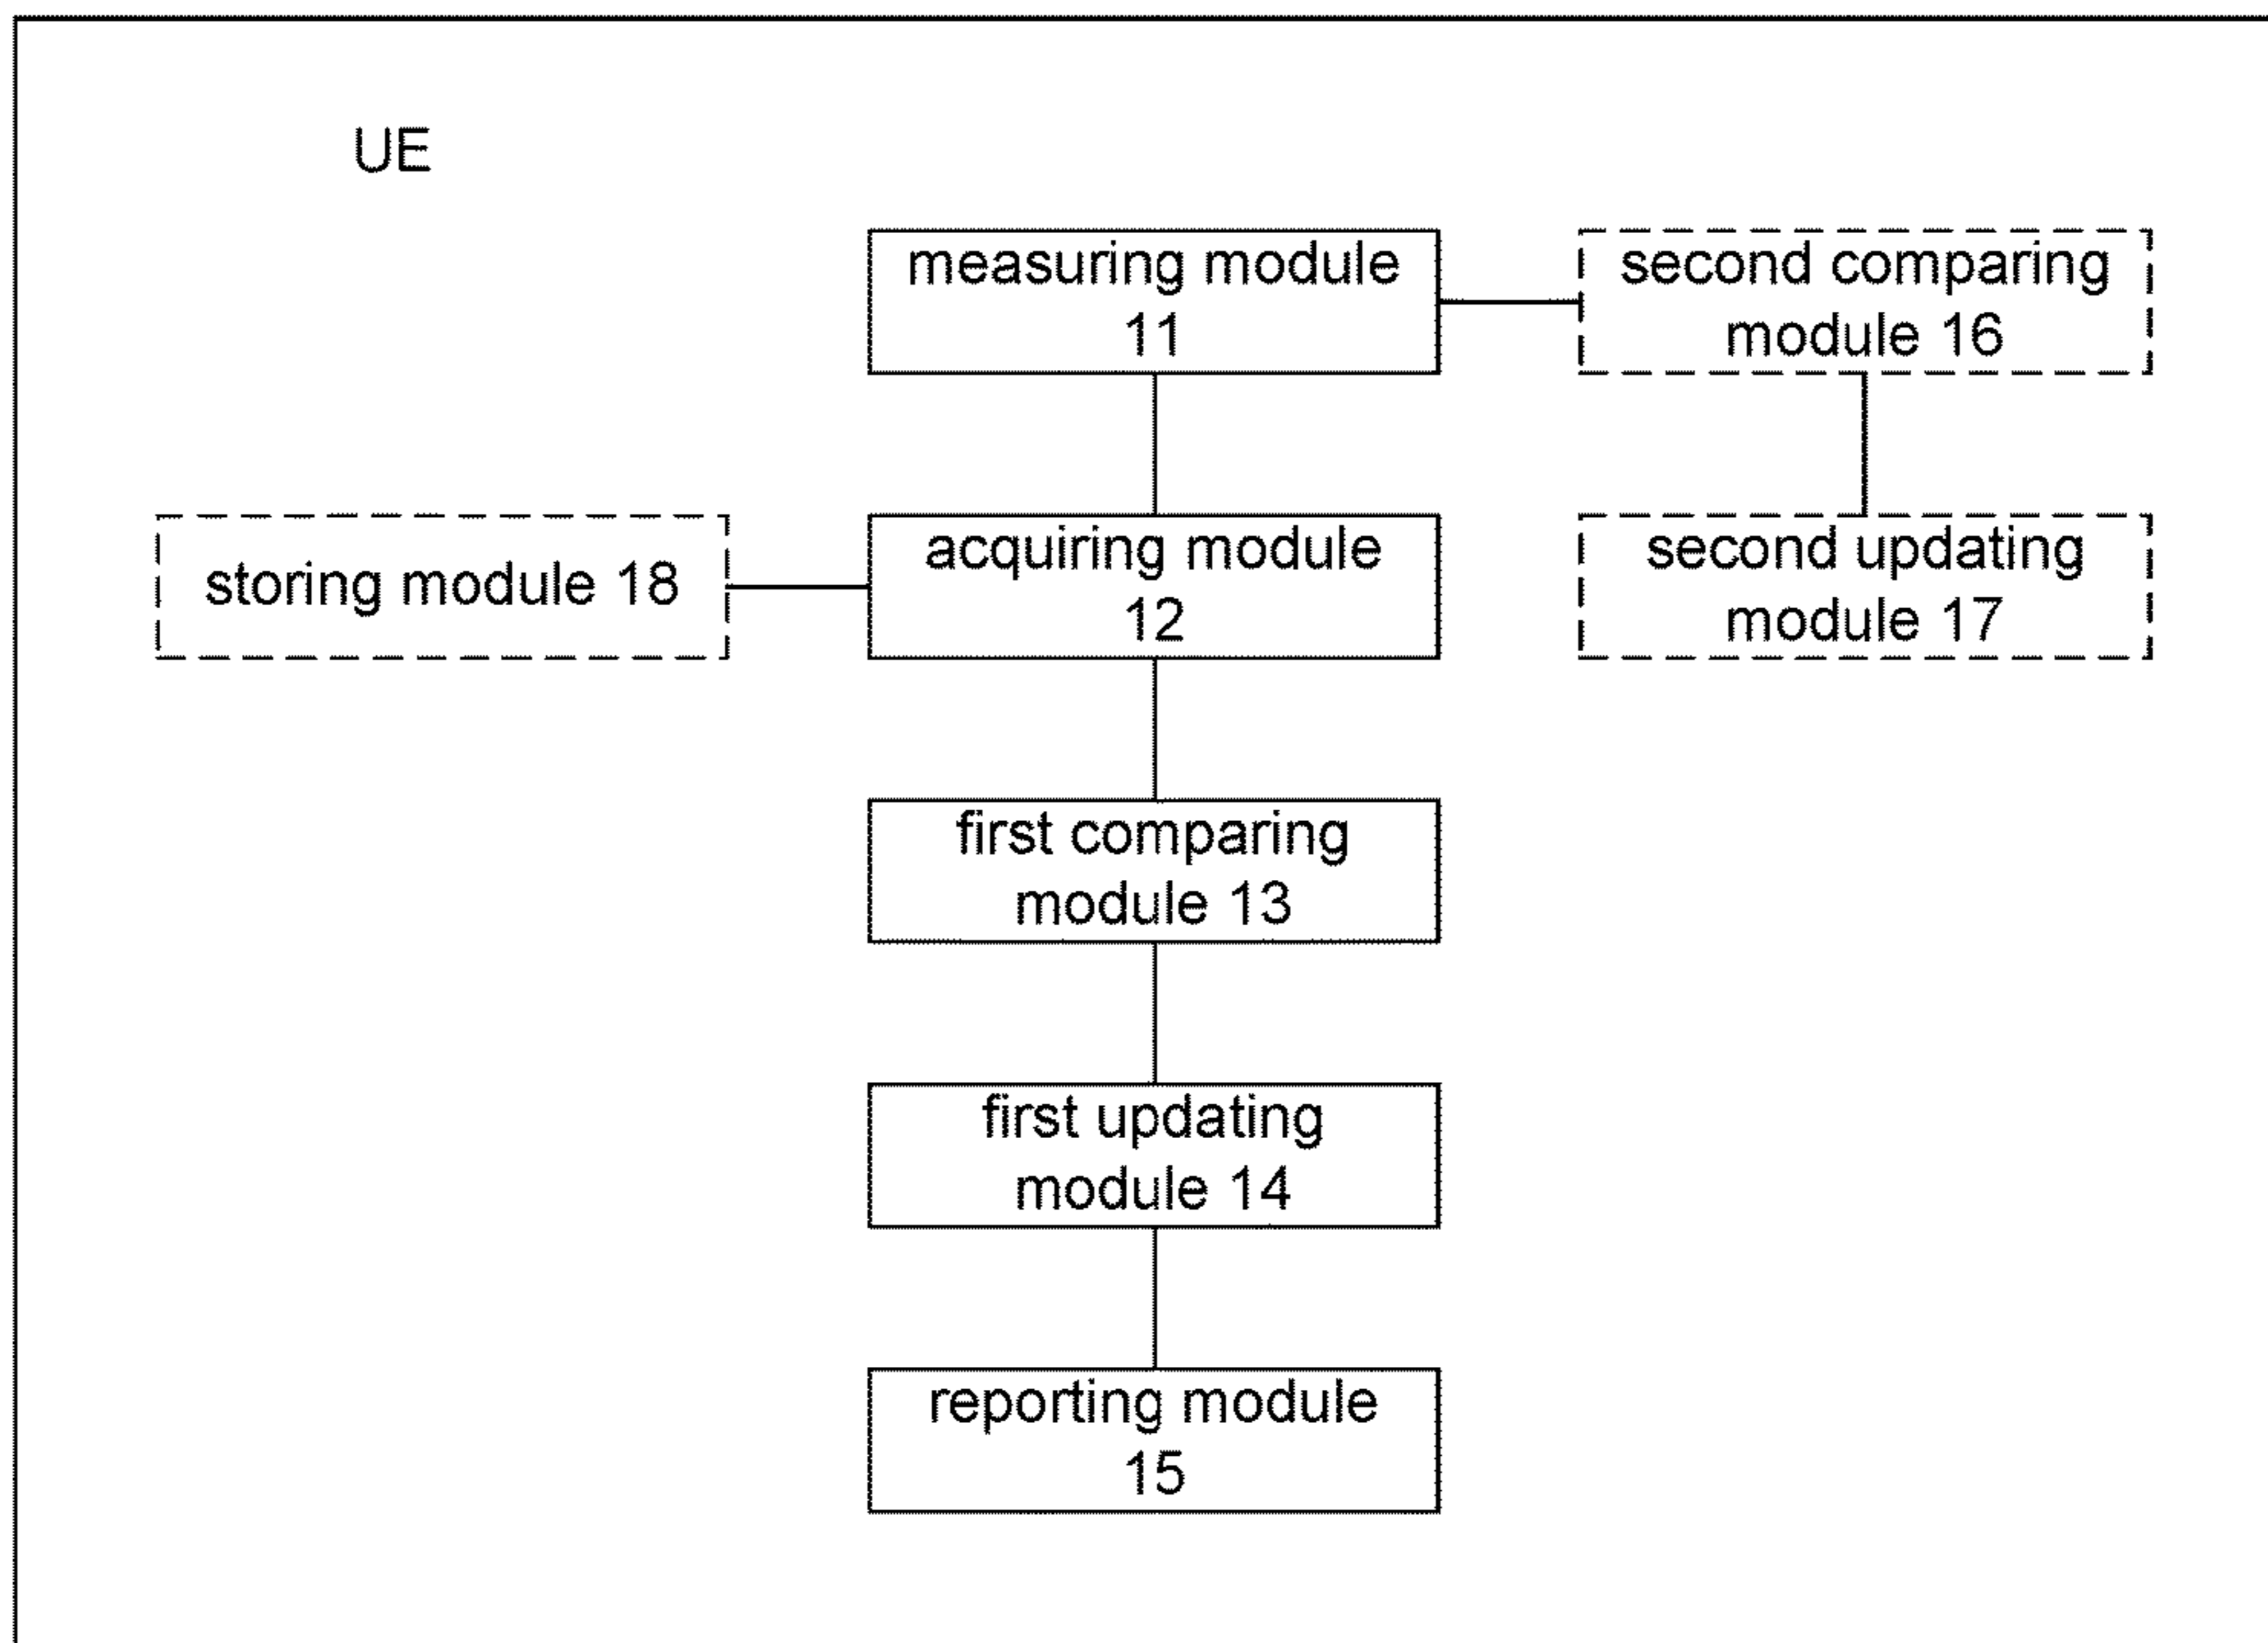 UE
measuring module
11
second comparing
module 16
storing module 18
acquiring module
12
second updating
module 17
first comparing
module 13
first updating
module 14
reporting module
15